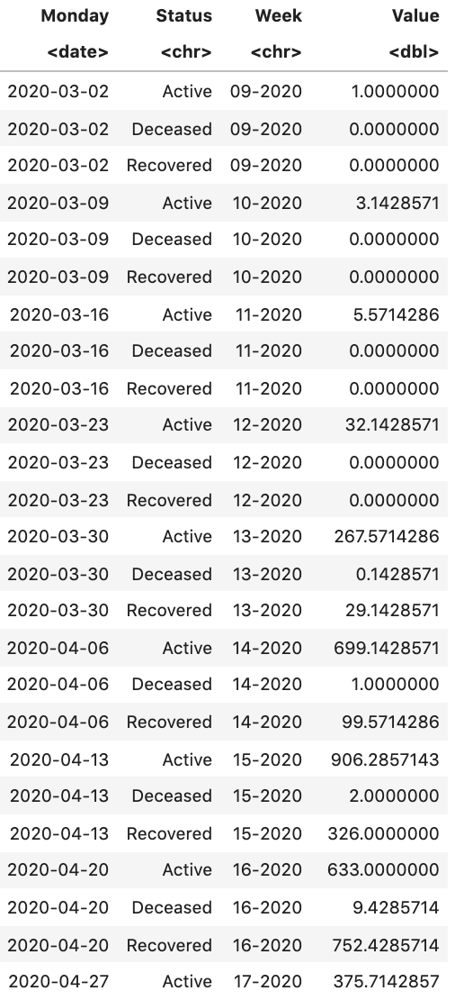 Monday Status Week Value
<date> <chr> <chr> <dbl>
2020-03-02 Active 09-2020 1.0000000
2020-03-02 Deceased 09-2020 0.0000000
2020-03-02 Recovered 09-2020 0.0000000
2020-03-09 Active 10-2020 3.1428571
2020-03-09 Deceased 10-2020 0.0000000
2020-03-09 Recovered 10-2020 0.0000000
2020-03-16 Active 11-2020 5.5714286
2020-03-16 Deceased 11-2020 0.0000000
2020-03-16 Recovered 11-2020 0.0000000
2020-03-23 Active 12-2020 32.1428571
2020-03-23 Deceased 12-2020 0.0000000
2020-03-23 Recovered 12-2020 0.0000000
2020-03-30 Active 13-2020 267.5714286
2020-03-30 Deceased 13-2020 0.1428571
2020-03-30 Recovered 13-2020 29.1428571
2020-04-06 Active 14-2020 699.1428571
2020-04-06 Deceased 14-2020 1.0000000
2020-04-06 Recovered 14-2020 99.5714286
2020-04-13 Active 15-2020 906.2857143
2020-04-13 Deceased 15-2020 2.0000000
2020-04-13 Recovered 15-2020 326.0000000
2020-04-20 Active 16-2020 633.0000000
2020-04-20 Deceased 16-2020 9.4285714
2020-04-20 Recovered 16-2020 752.4285714
2020-04-27 Active 17-2020 375.7142857